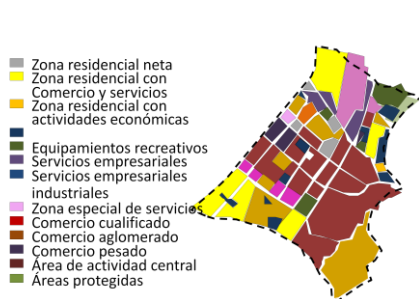 Zona residencial neta
Zona residencial con
Comercio y servicios
Zona residencial con
actividades económicas
Equipamientos recreativos
Servicios empresariales
Servicios empresariales
industriales
Zona especial de servicios
Comercio cualificado
Comercio aglomerado
Comercio pesado
Área de actividad central
Áreas protegidas